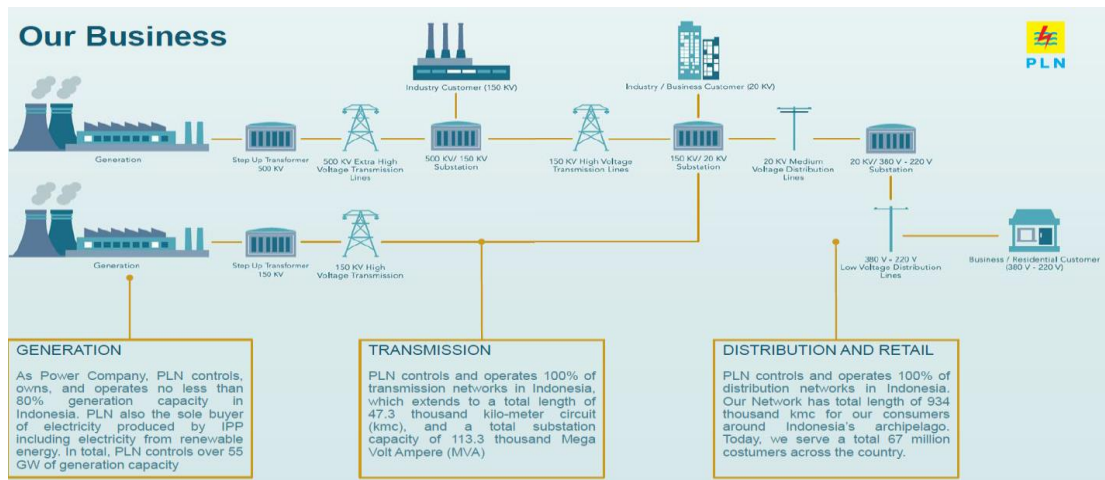 Our Business
PLN
Industry Customer (150 KV)
Industry / Business Customer (20 KV)
Generation
Step Up Transformer
500 KV
500 KV Extra High
Voltage Transmission
Lines
500 KV/ 150 KV
Substation
150 KV High Voltage
Transmission Lines
150 KV/ 20 KV
Substation
20 KV Medium
Voltage Distribution
Lines
20 KV/ 380 V - 220 V
Substation
Generation
Step Up Transformer
150 KV
150 KV High
Voltage Transmission
380 V - 220 V
Low Voltage Distribution
Lines
Business / Residential Customer
(380 V - 220 V)
GENERATION
As Power Company, PLN controls,
owns, and operates no less than
80% generation capacity in
Indonesia. PLN also the sole buyer
of electricity produced by IPP
including electricity from renewable
energy. In total, PLN controls over 55
GW of generation capacity
TRANSMISSION
PLN controls and operates 100% of
transmission networks in Indonesia,
which extends to a total length of
47.3 thousand kilo-meter circuit
(kmc), and a total substation
capacity of 113.3 thousand Mega
Volt Ampere (MVA)
DISTRIBUTION AND RETAIL
PLN controls and operates 100% of
distribution networks in Indonesia.
Our Network has total length of 934
thousand kmc for our consumers
around Indonesia's archipelago.
Today, we serve a total 67 million
costumers across the country.